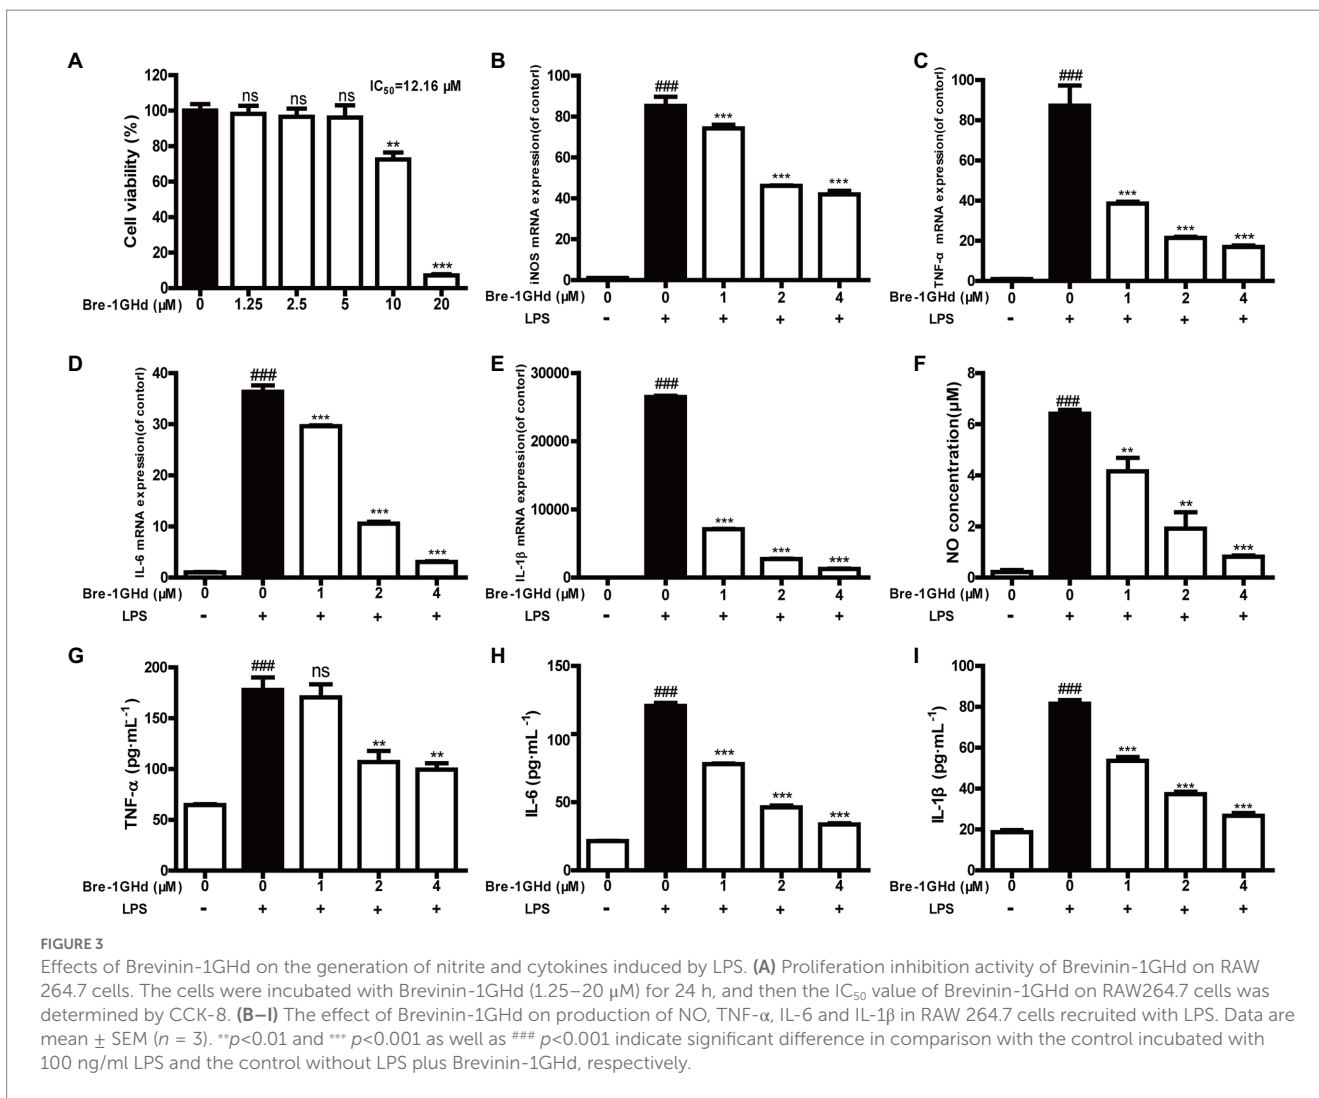 A
Cell viability (%)
120
100
80
60
40
20
0
ns
ns
ns
**
***
IC50=12.16 µM
Bre-1GHd (µM) 0 1.25 2.5 5 10 20
B
iNOS mRNA expression(of contorl)
100
80
60
40
20
0
###
***
***
***
Bre-1GHd (µM) 0 0 1 2 4
LPS - + + + +
C
TNF-α mRNA expression(of contorl)
100
80
60
40
20
0
###
***
***
***
Bre-1GHd (µM) 0 0 1 2 4
LPS - + + + +
D
IL-6 mRNA expression(of contorl)
40
30
20
10
0
###
***
***
***
Bre-1GHd (µM) 0 0 1 2 4
LPS - + + + +
E
IL-1β mRNA expression(of contorl)
30000
20000
10000
0
###
***
***
***
Bre-1GHd (µM) 0 0 1 2 4
LPS - + + + +
F
NO concentration(µM)
8
6
4
2
0
###
**
**
***
Bre-1GHd (µM) 0 0 1 2 4
LPS - + + + +
G
TNF-α (pg·mL-1)
200
150
100
50
0
###
ns
**
**
Bre-1GHd (µM) 0 0 1 2 4
LPS - + + + +
H
IL-6 (pg·mL-1)
150
100
50
0
###
***
***
***
Bre-1GHd (µM) 0 0 1 2 4
LPS - + + + +
I
IL-1β (pg·mL-1)
100
80
60
40
20
0
###
***
***
***
Bre-1GHd (µM) 0 0 1 2 4
LPS - + + + +
FIGURE 3
Effects of Brevinin-1GHd on the generation of nitrite and cytokines induced by LPS. (A) Proliferation inhibition activity of Brevinin-1GHd on RAW
264.7 cells. The cells were incubated with Brevinin-1GHd (1.25–20 μM) for 24 h, and then the IC50 value of Brevinin-1GHd on RAW264.7 cells was
determined by CCK-8. (B–I) The effect of Brevinin-1GHd on production of NO, TNF-α, IL-6 and IL-1β in RAW 264.7 cells recruited with LPS. Data are
mean ± SEM (n = 3). **p<0.01 and *** p<0.001 as well as ### p<0.001 indicate significant difference in comparison with the control incubated with
100 ng/ml LPS and the control without LPS plus Brevinin-1GHd, respectively.